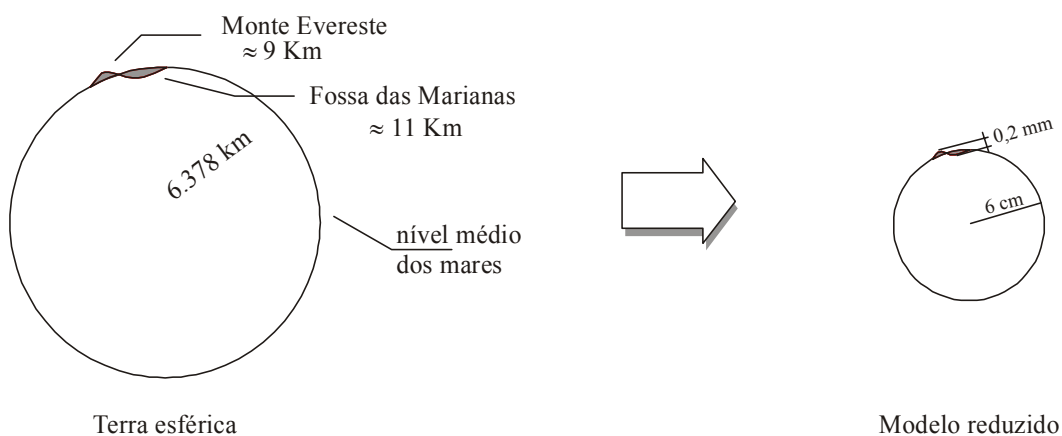 Monte Evereste
≈ 9 Km
Fossa das Marianas
≈ 11 Km
6.378 km
nível médio
dos mares
Terra esférica
0,2 mm
6 cm
Modelo reduzido